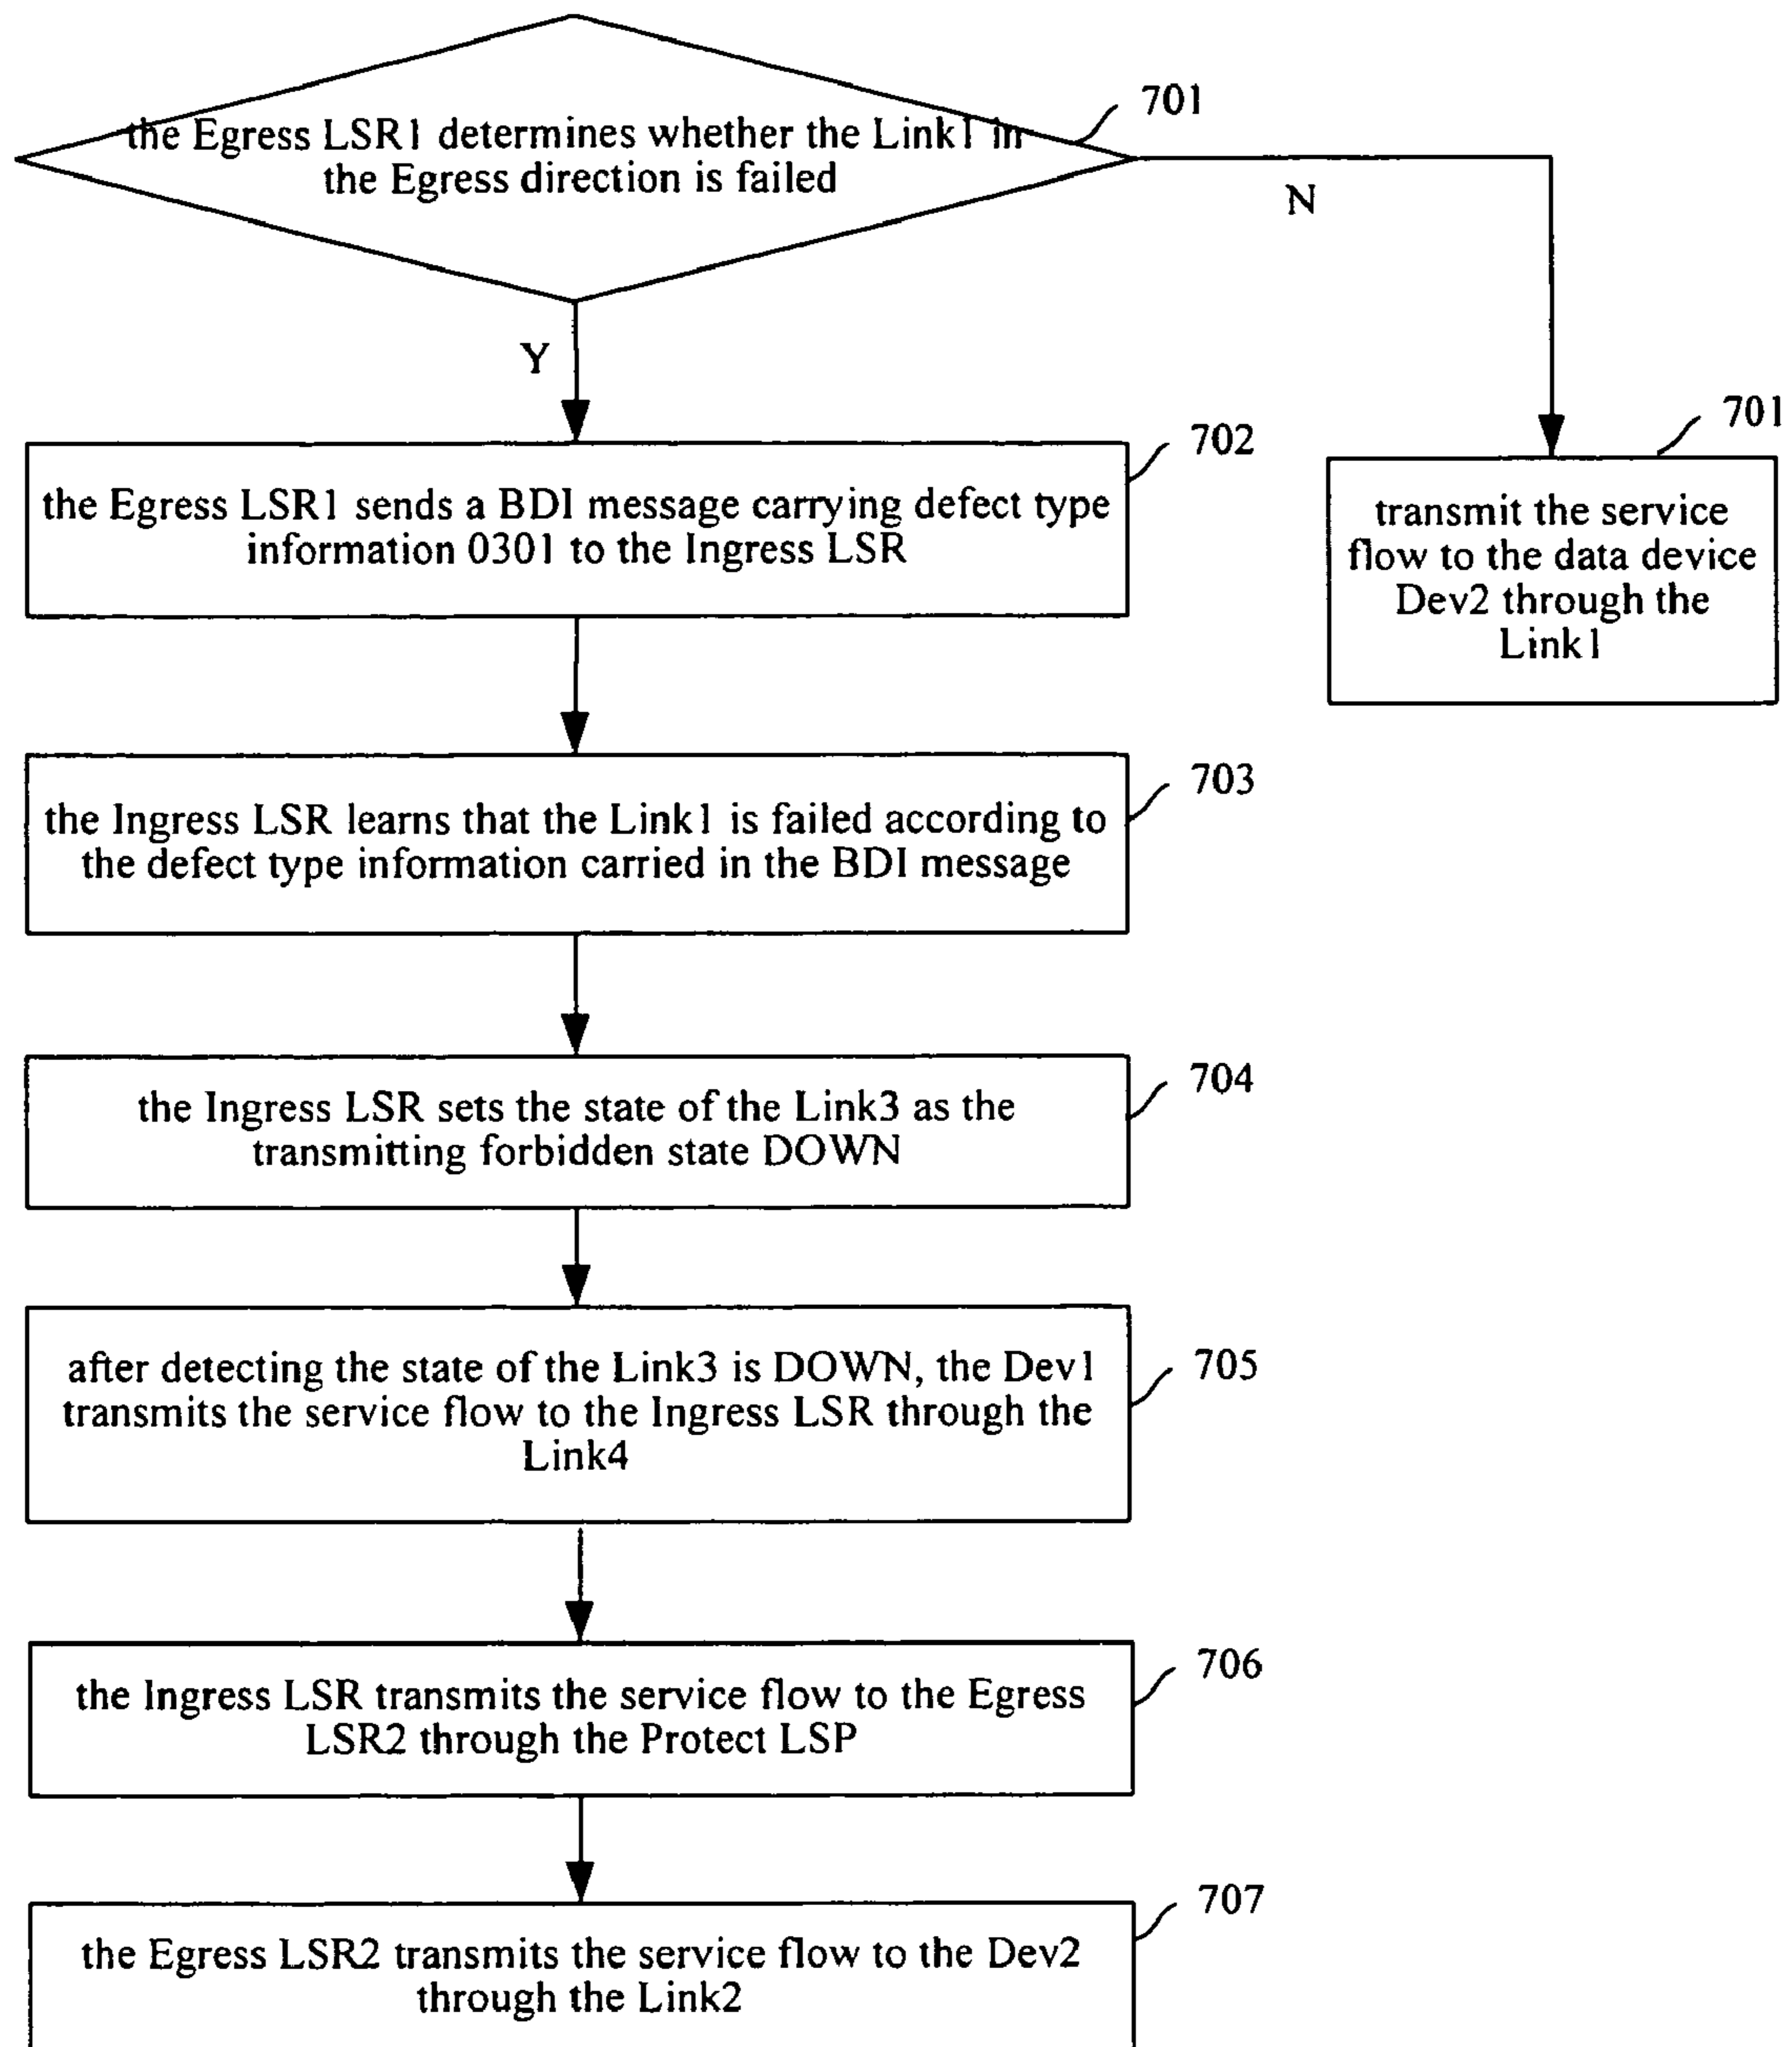 701
the Egress LSR1 determines whether the Link1 in
the Egress direction is failed
N
Y
701
transmit the service
flow to the data device
Dev2 through the
Link1
702
the Egress LSR1 sends a BDI message carrying defect type
information 0301 to the Ingress LSR
703
the Ingress LSR learns that the Link1 is failed according to
the defect type information carried in the BDI message
704
the Ingress LSR sets the state of the Link3 as the
transmitting forbidden state DOWN
705
after detecting the state of the Link3 is DOWN, the Dev1
transmits the service flow to the Ingress LSR through the
Link4
706
the Ingress LSR transmits the service flow to the Egress
LSR2 through the Protect LSP
707
the Egress LSR2 transmits the service flow to the Dev2
through the Link2